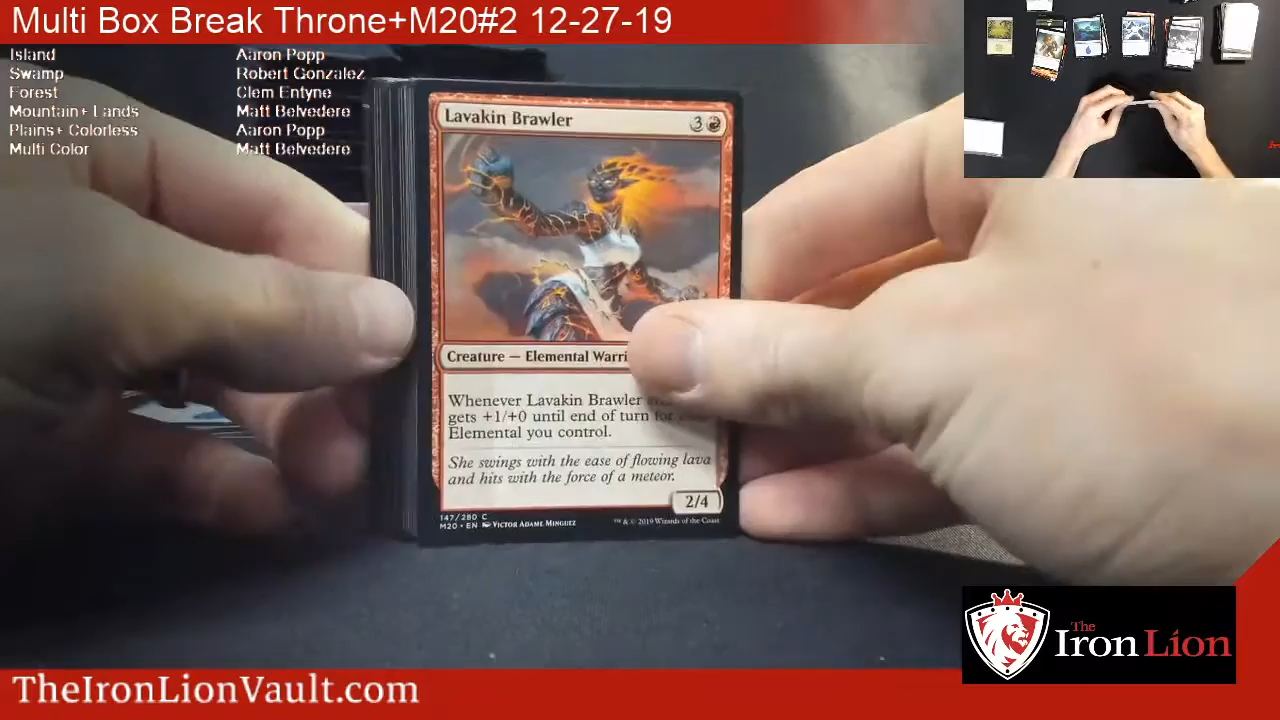 Multi Box Break Throne+M20#2 12-27-19
Island Aaron Popp
Swamp Robert Gonzalez
Forest Clem Entyne
Mountain+ Lands Matt Belvedere
Plains+ Colorless Aaron Popp
Multi Color Matt Belvedere
Lavakin Brawler 3
Creature — Elemental Warri
Whenever Lavakin Brawler
gets +1/+0 until end of turn for
Elemental you control.
She swings with the ease of flowing lava
and hits with the force of a meteor.
2/4
147/280 C
M20 • EN Victor Adame Minguez
™ & © 2019 Wizards of the Coast
The
Iron Lion
TheIronLionVault.com